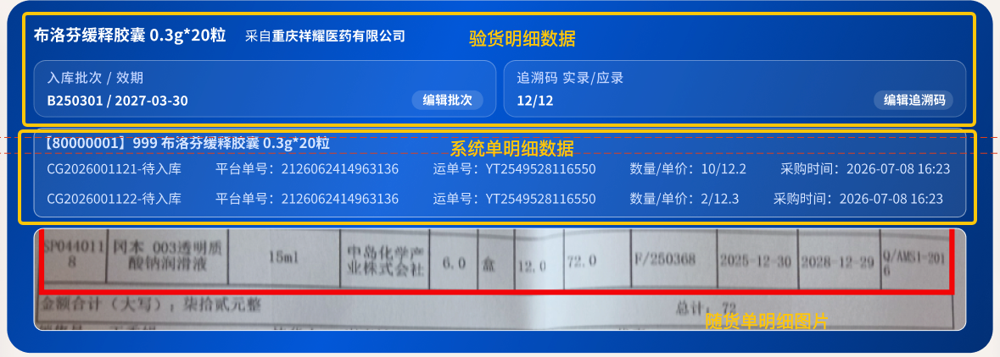 布洛芬缓释胶囊 0.3g*20粒 采自重庆祥耀医药有限公司 验货明细数据
入库批次 / 效期
B250301 / 2027-03-30 编辑批次
追溯码 实录/应录
12/12 编辑追溯码
【80000001】999 布洛芬缓释胶囊 0.3g*20粒 系统单明细数据
CG2026001121-待入库 平台单号：2126062414963136 运单号：YT2549528116550 数量/单价：10/12.2 采购时间：2026-07-08 16:23
CG2026001122-待入库 平台单号：2126062414963136 运单号：YT2549528116550 数量/单价：2/12.3 采购时间：2026-07-08 16:23
SP044011
8
冈本 003透明质
酸钠润滑液
15ml
中岛化学产
业株式会社
6.0
盒
12.0
72.0
F/250368
2025-12-30
2028-12-29
Q/AMS1-201
6
金额合计（大写）：柒拾贰元整 总计：72
随货单明细图片